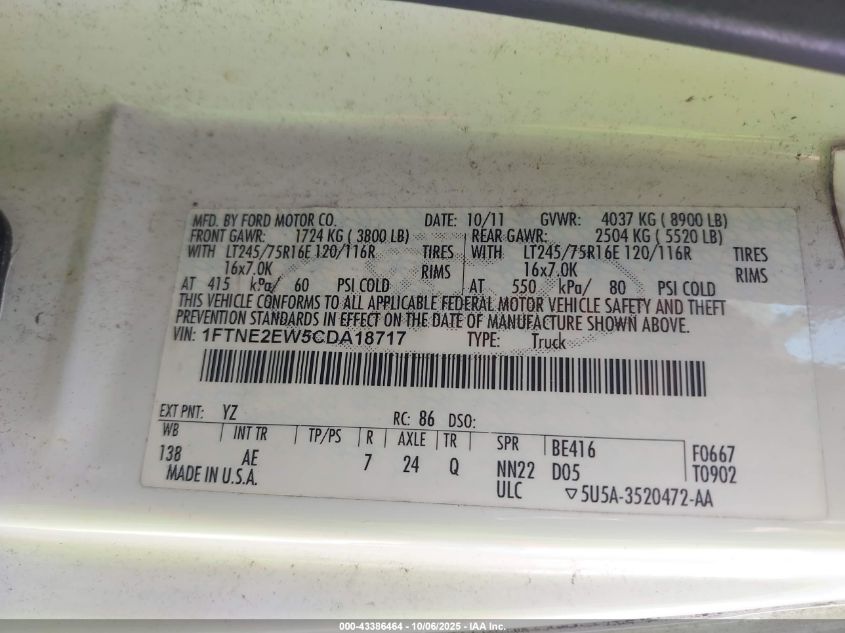 MFD. BY FORD MOTOR CO. DATE: 10/11 GVWR: 4037 KG ( 8900 LB)
FRONT GAWR: 1724 KG ( 3800 LB) REAR GAWR: 2504 KG ( 5520 LB)
WITH LT245/75R16E 120/116R TIRES WITH LT245/75R16E 120/116R TIRES
16x7.0K RIMS 16x7.0K RIMS
AT 415 kPa/ 60 PSI COLD AT 550 kPa/ 80 PSI COLD
THIS VEHICLE CONFORMS TO ALL APPLICABLE FEDERAL MOTOR VEHICLE SAFETY AND THEFT
PREVENTION STANDARDS IN EFFECT ON THE DATE OF MANUFACTURE SHOWN ABOVE.
VIN: 1FTNE2EW5CDA18717 TYPE: Truck
EXT PNT: YZ RC: 86 DSO:
WB INT TR TP/PS R AXLE TR SPR BE416 F0667
138 AE 7 24 Q NN22 D05 T0902
MADE IN U.S.A. ULC ▽5U5A-3520472-AA
000-43386464 - 10/06/2025 - IAA Inc.